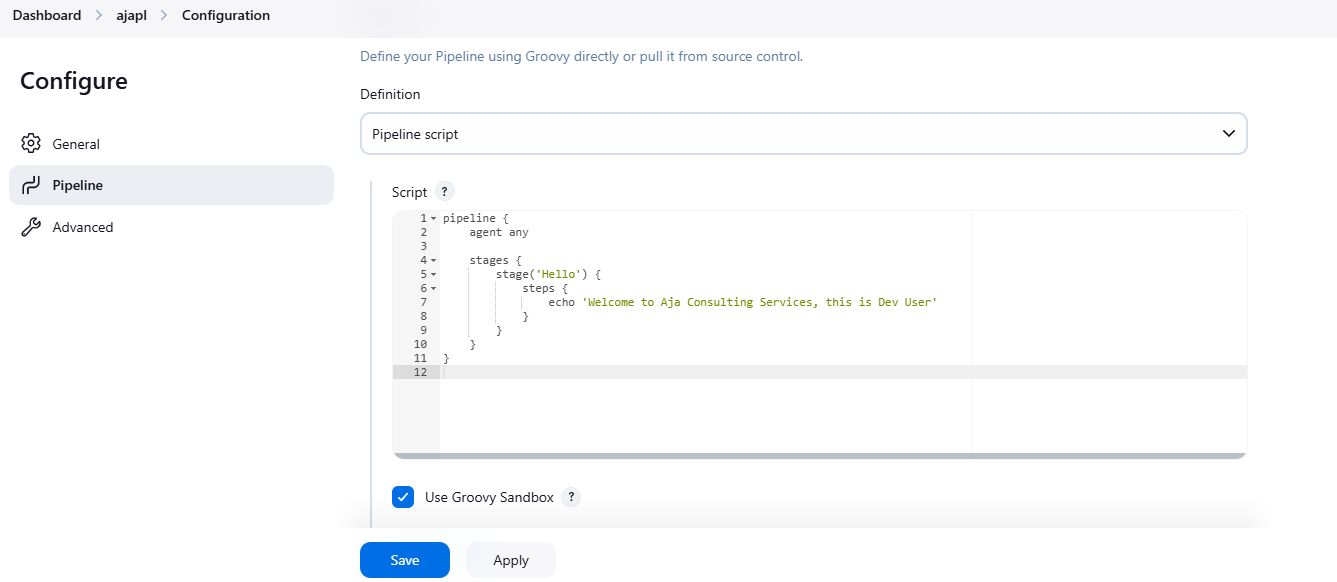 Dashboard > ajapl > Configuration
Configure
General
Pipeline
Advanced
Define your Pipeline using Groovy directly or pull it from source control.
Definition
Pipeline script
Script ?
1 pipeline {
2     agent any
3
4     stages {
5         stage('Hello') {
6             steps {
7                 echo 'Welcome to Aja Consulting Services, this is Dev User'
8             }
9         }
10     }
11 }
12
Use Groovy Sandbox ?
Save Apply